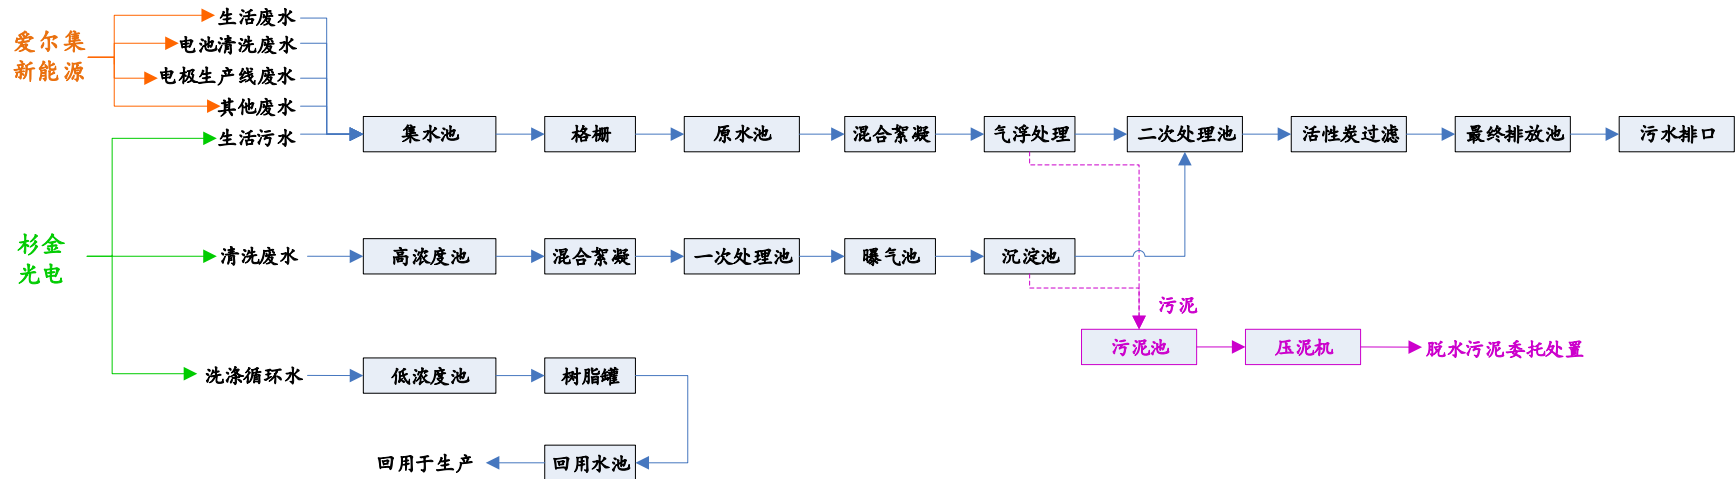 爱尔集
新能源
生活废水
电池清洗废水
电极生产线废水
其他废水
生活污水
集水池
格栅
原水池
混合絮凝
气浮处理
二次处理池
活性炭过滤
最终排放池
污水排口
杉金
光电
清洗废水
高浓度池
混合絮凝
一次处理池
曝气池
沉淀池
污泥
污泥池
压泥机
脱水污泥委托处置
洗涤循环水
低浓度池
树脂罐
回用于生产
回用水池